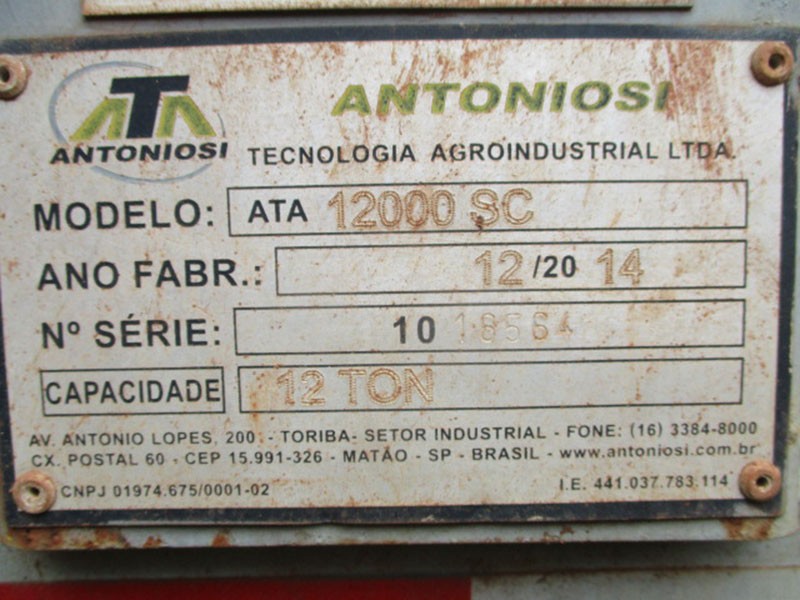 ATA
ANTONIOSI
ANTONIOSI
TECNOLOGIA AGROINDUSTRIAL LTDA.
MODELO: ATA 12000 SC
ANO FABR.: 12 /20 14
Nº SÉRIE: 10 18564
CAPACIDADE 12 TON
AV. ANTONIO LOPES, 200 - TORIBA- SETOR INDUSTRIAL - FONE: (16) 3384-8000
CX. POSTAL 60 - CEP 15.991-326 - MATÃO - SP - BRASIL - www.antoniosi.com.br
CNPJ 01974.675/0001-02 I.E. 441.037.783.114